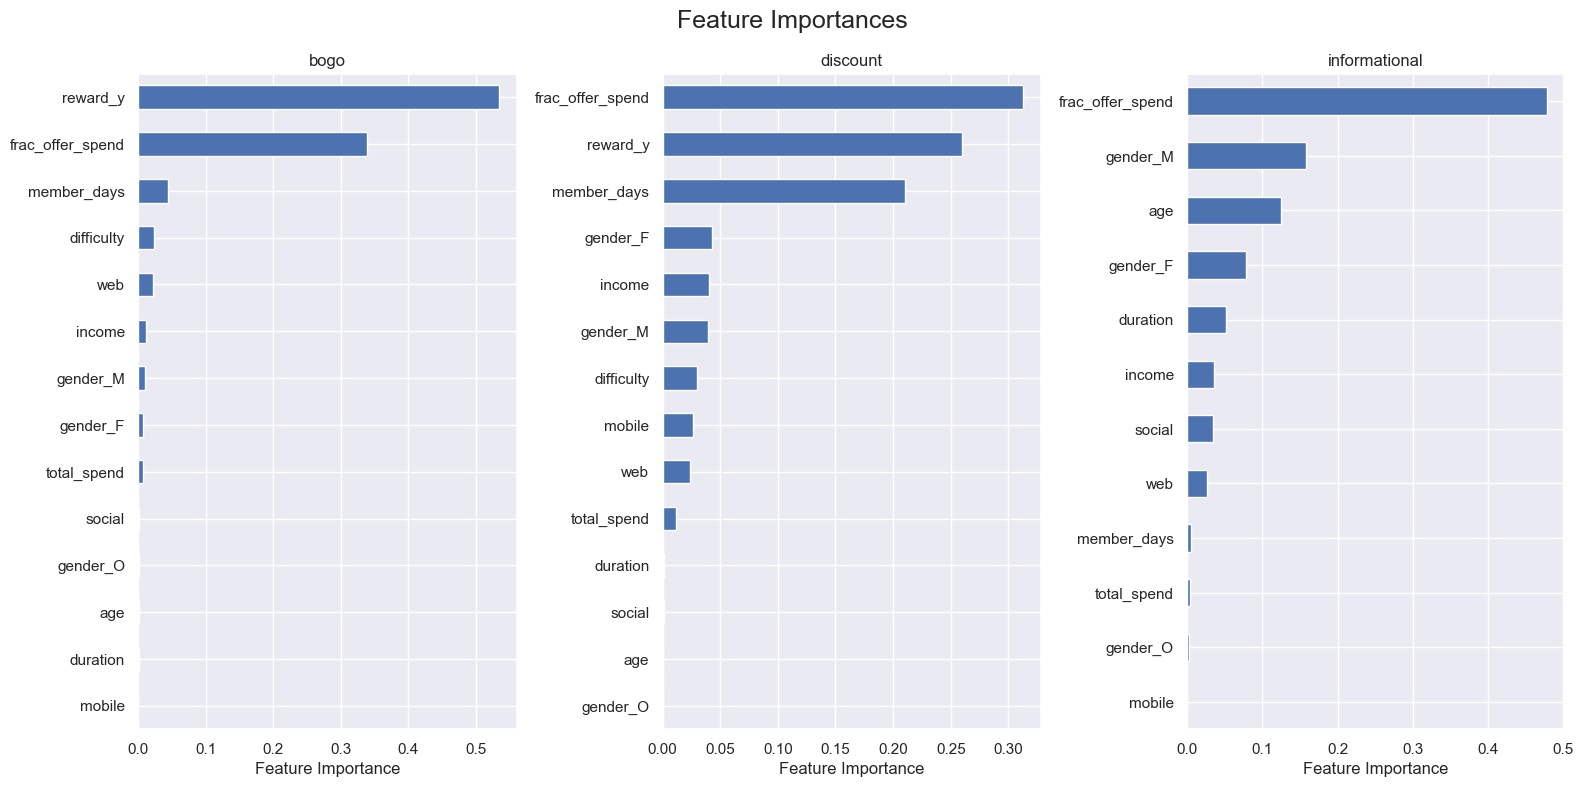 Feature Importances
bogo
reward_y
frac_offer_spend
member_days
difficulty
web
income
gender_M
gender_F
total_spend
social
gender_O
age
duration
mobile
0.0 0.1 0.2 0.3 0.4 0.5
Feature Importance
discount
frac_offer_spend
reward_y
member_days
gender_F
income
gender_M
difficulty
mobile
web
total_spend
duration
social
age
gender_O
0.00 0.05 0.10 0.15 0.20 0.25 0.30
Feature Importance
informational
frac_offer_spend
gender_M
age
gender_F
duration
income
social
web
member_days
total_spend
gender_O
mobile
0.0 0.1 0.2 0.3 0.4 0.5
Feature Importance